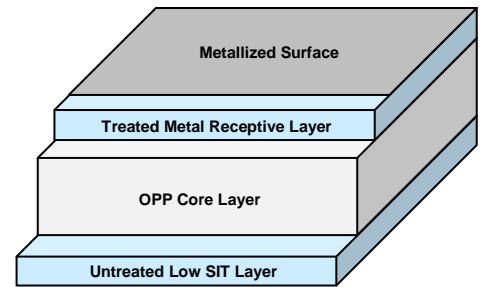 Metallized Surface
Treated Metal Receptive Layer
OPP Core Layer
Untreated Low SIT Layer